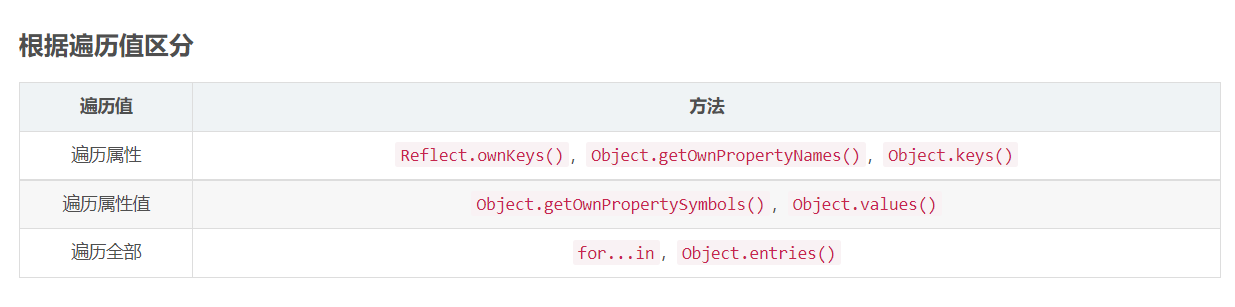 根据遍历值区分
遍历值 方法
遍历属性 Reflect.ownKeys(), Object.getOwnPropertyNames(), Object.keys()
遍历属性值 Object.getOwnPropertySymbols(), Object.values()
遍历全部 for...in, Object.entries()